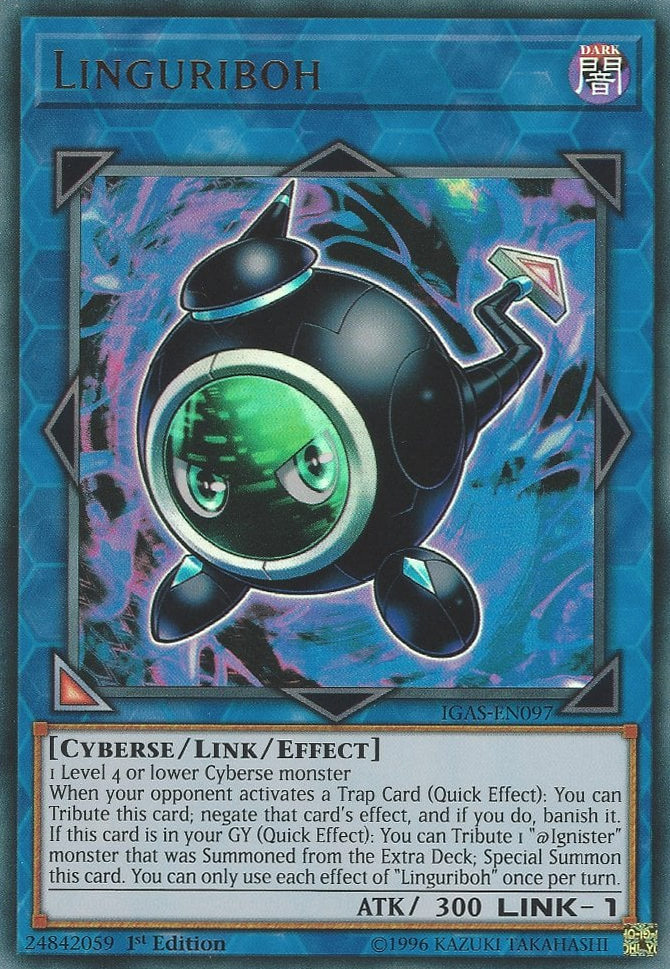 LINGURIBOH
DARK
闇
IGAS-EN097
[CYBERSE/LINK/EFFECT]
1 Level 4 or lower Cyberse monster
When your opponent activates a Trap Card (Quick Effect): You can
Tribute this card; negate that card's effect, and if you do, banish it.
If this card is in your GY (Quick Effect): You can Tribute 1 "@Ignister"
monster that was Summoned from the Extra Deck; Special Summon
this card. You can only use each effect of "Linguriboh" once per turn.
ATK/ 300 LINK-1
24842059 1st Edition ©1996 KAZUKI TAKAHASHI